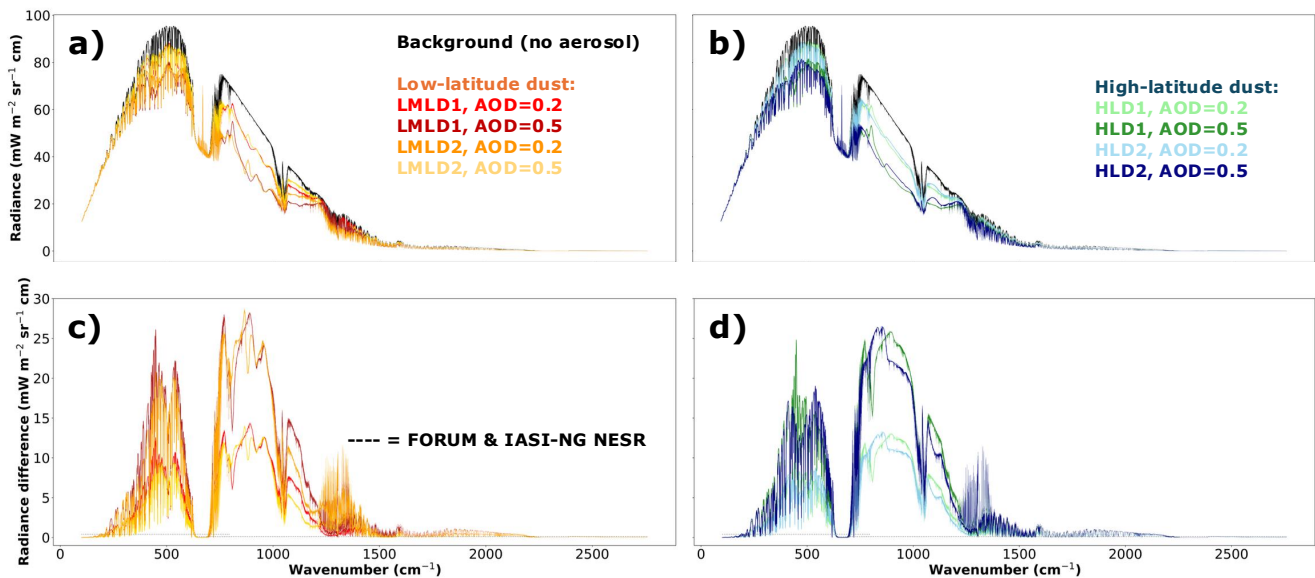 a)
Background (no aerosol)
Low-latitude dust:
LMLD1, AOD=0.2
LMLD1, AOD=0.5
LMLD2, AOD=0.2
LMLD2, AOD=0.5
Radiance (mW m⁻² sr⁻¹ cm)
100
80
60
40
20
0
b)
High-latitude dust:
HLD1, AOD=0.2
HLD1, AOD=0.5
HLD2, AOD=0.2
HLD2, AOD=0.5
c)
---- = FORUM & IASI-NG NESR
Radiance difference (mW m⁻² sr⁻¹ cm)
30
25
20
15
10
5
0
0 500 1000 1500 2000 2500
Wavenumber (cm⁻¹)
d)
0 500 1000 1500 2000 2500
Wavenumber (cm⁻¹)